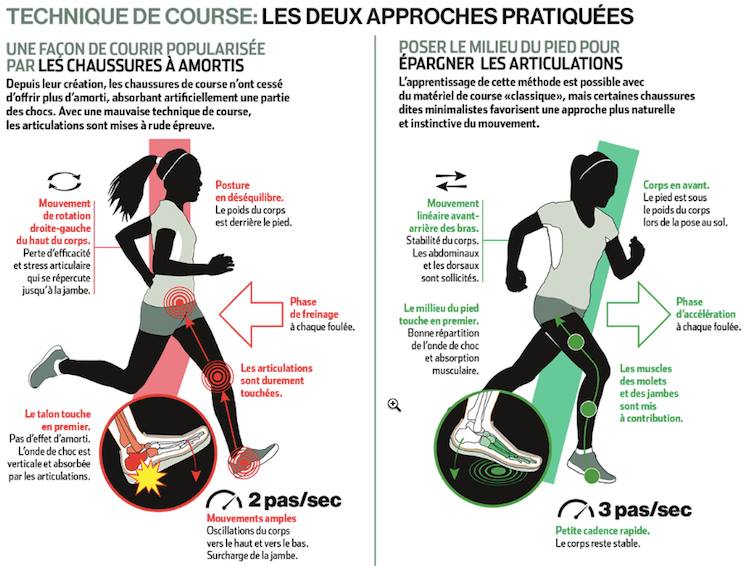 TECHNIQUE DE COURSE: LES DEUX APPROCHES PRATIQUÉES
UNE FAÇON DE COURIR POPULARISÉE
PAR LES CHAUSSURES À AMORTIS
Depuis leur création, les chaussures de course n'ont cessé
d'offrir plus d'amorti, absorbant artificiellement une partie
des chocs. Avec une mauvaise technique de course,
les articulations sont mises à rude épreuve.
Mouvement
de rotation
droite-gauche
du haut du corps.
Perte d'efficacité
et stress articulaire
qui se répercute
jusqu'à la jambe.
Posture
en déséquilibre.
Le poids du corps
est derrière le pied.
Phase
de freinage
à chaque foulée.
Les articulations
sont durement
touchées.
Le talon touche
en premier.
Pas d'effet d'amorti.
L'onde de choc est
verticale et absorbée
par les articulations.
2 pas/sec
Mouvements amples
Oscillations du corps
vers le haut et vers le bas.
Surcharge de la jambe.
POSER LE MILIEU DU PIED POUR
ÉPARGNER LES ARTICULATIONS
L'apprentissage de cette méthode est possible avec
du matériel de course «classique», mais certaines chaussures
dites minimalistes favorisent une approche plus naturelle
et instinctive du mouvement.
Mouvement
linéaire avant-
arrière des bras.
Stabilité du corps.
Les abdominaux
et les dorsaux
sont sollicités.
Corps en avant.
Le pied est sous
le poids du corps
lors de la pose au sol.
Le millieu du pied
touche en premier.
Bonne répartition
de l'onde de choc
et absorption
musculaire.
Phase
d'accélération
à chaque foulée.
Les muscles
des molets
et des jambes
sont mis
à contribution.
3 pas/sec
Petite cadence rapide.
Le corps reste stable.